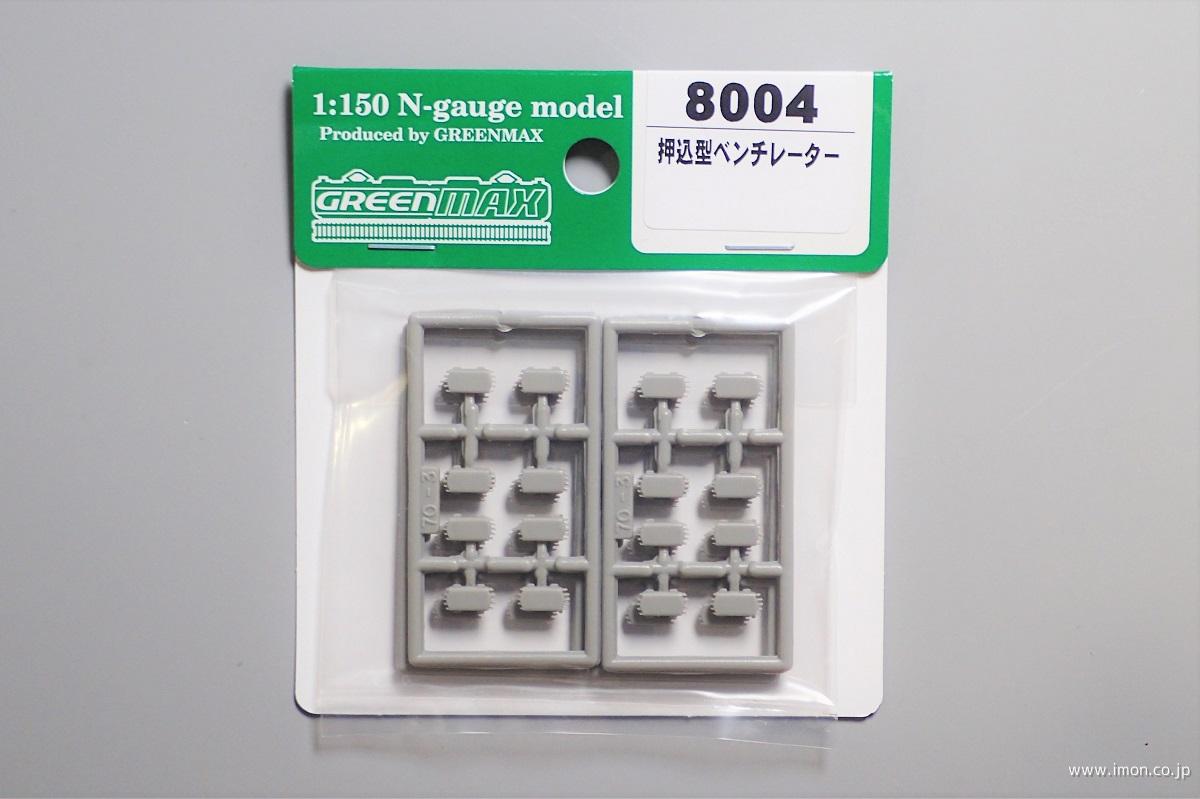 1:150 N-gauge model
Produced by GREENMAX
GREENMAX
8004
押込型ベンチレーター
70-3
70-3
www.imon.co.jp